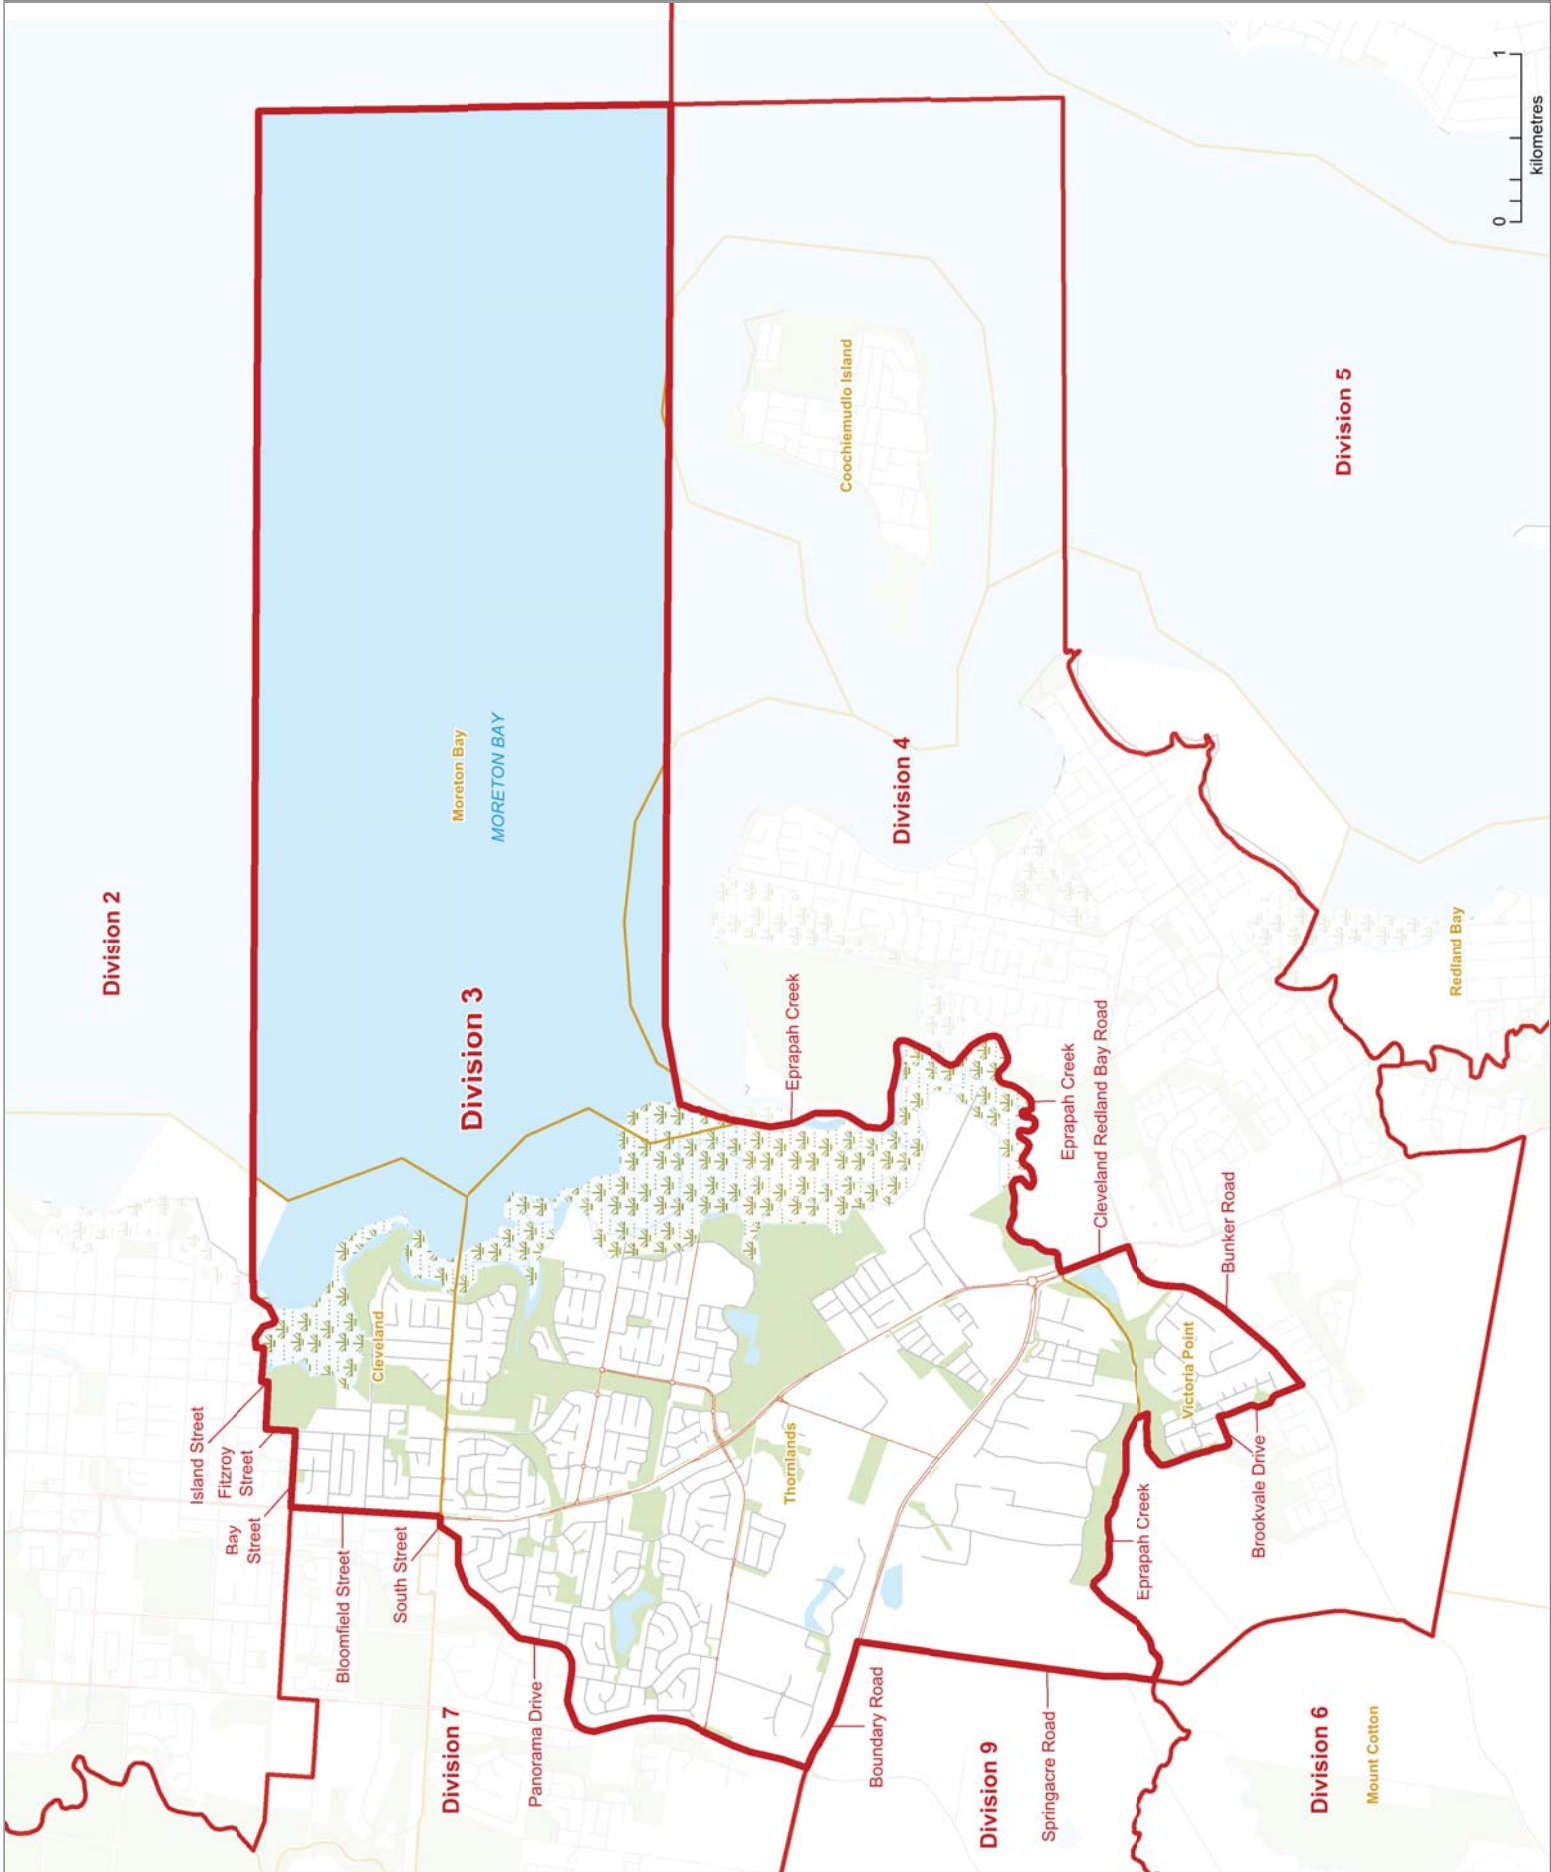 Division 2
Island Street
Fitzroy
Street
Bay
Street
Bloomfield Street
South Street
Cleveland
Division 7
Panorama Drive
Division 3
Moreton Bay
MORETON BAY
Thornlands
Eprapah Creek
Coochiemudlo Island
Division 4
Boundary Road
Division 9
Springacre Road
Eprapah Creek
Cleveland Redland Bay Road
Eprapah Creek
Victoria Point
Bunker Road
Brookvale Drive
Division 5
Division 6
Mount Cotton
Redland Bay
0 1
kilometres